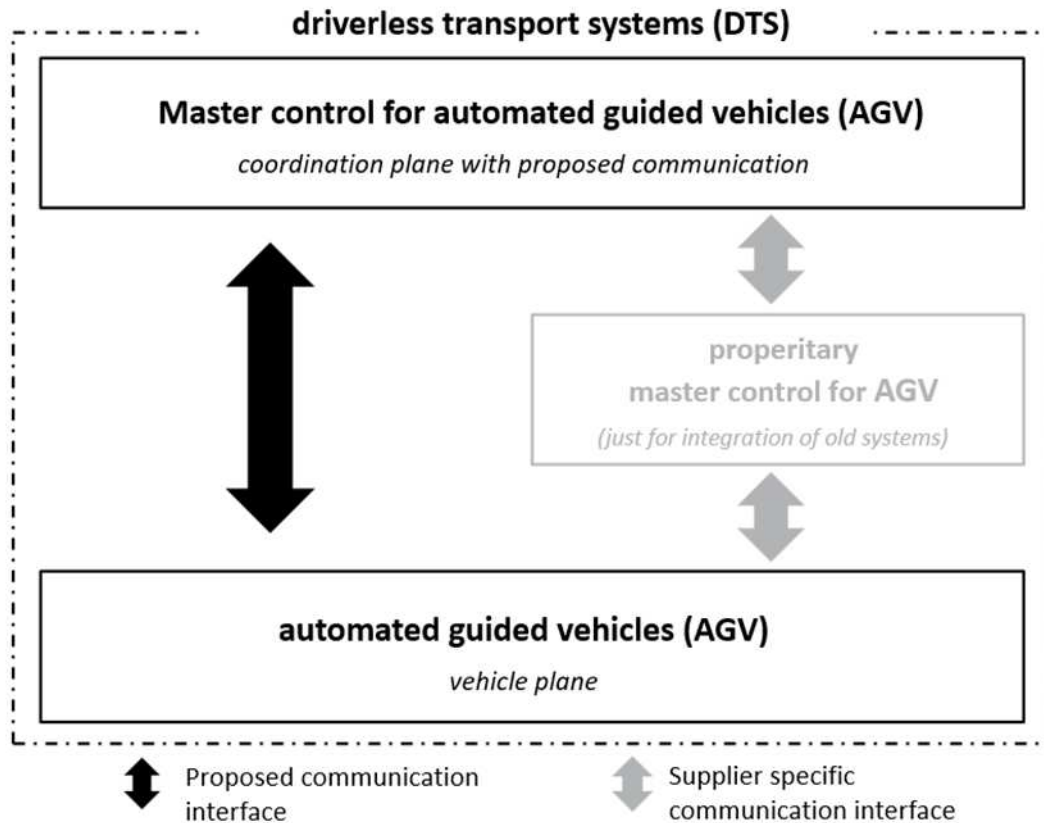 driverless transport systems (DTS)
Master control for automated guided vehicles (AGV)
coordination plane with proposed communication
properitary
master control for AGV
(just for integration of old systems)
automated guided vehicles (AGV)
vehicle plane
Proposed communication
interface
Supplier specific
communication interface